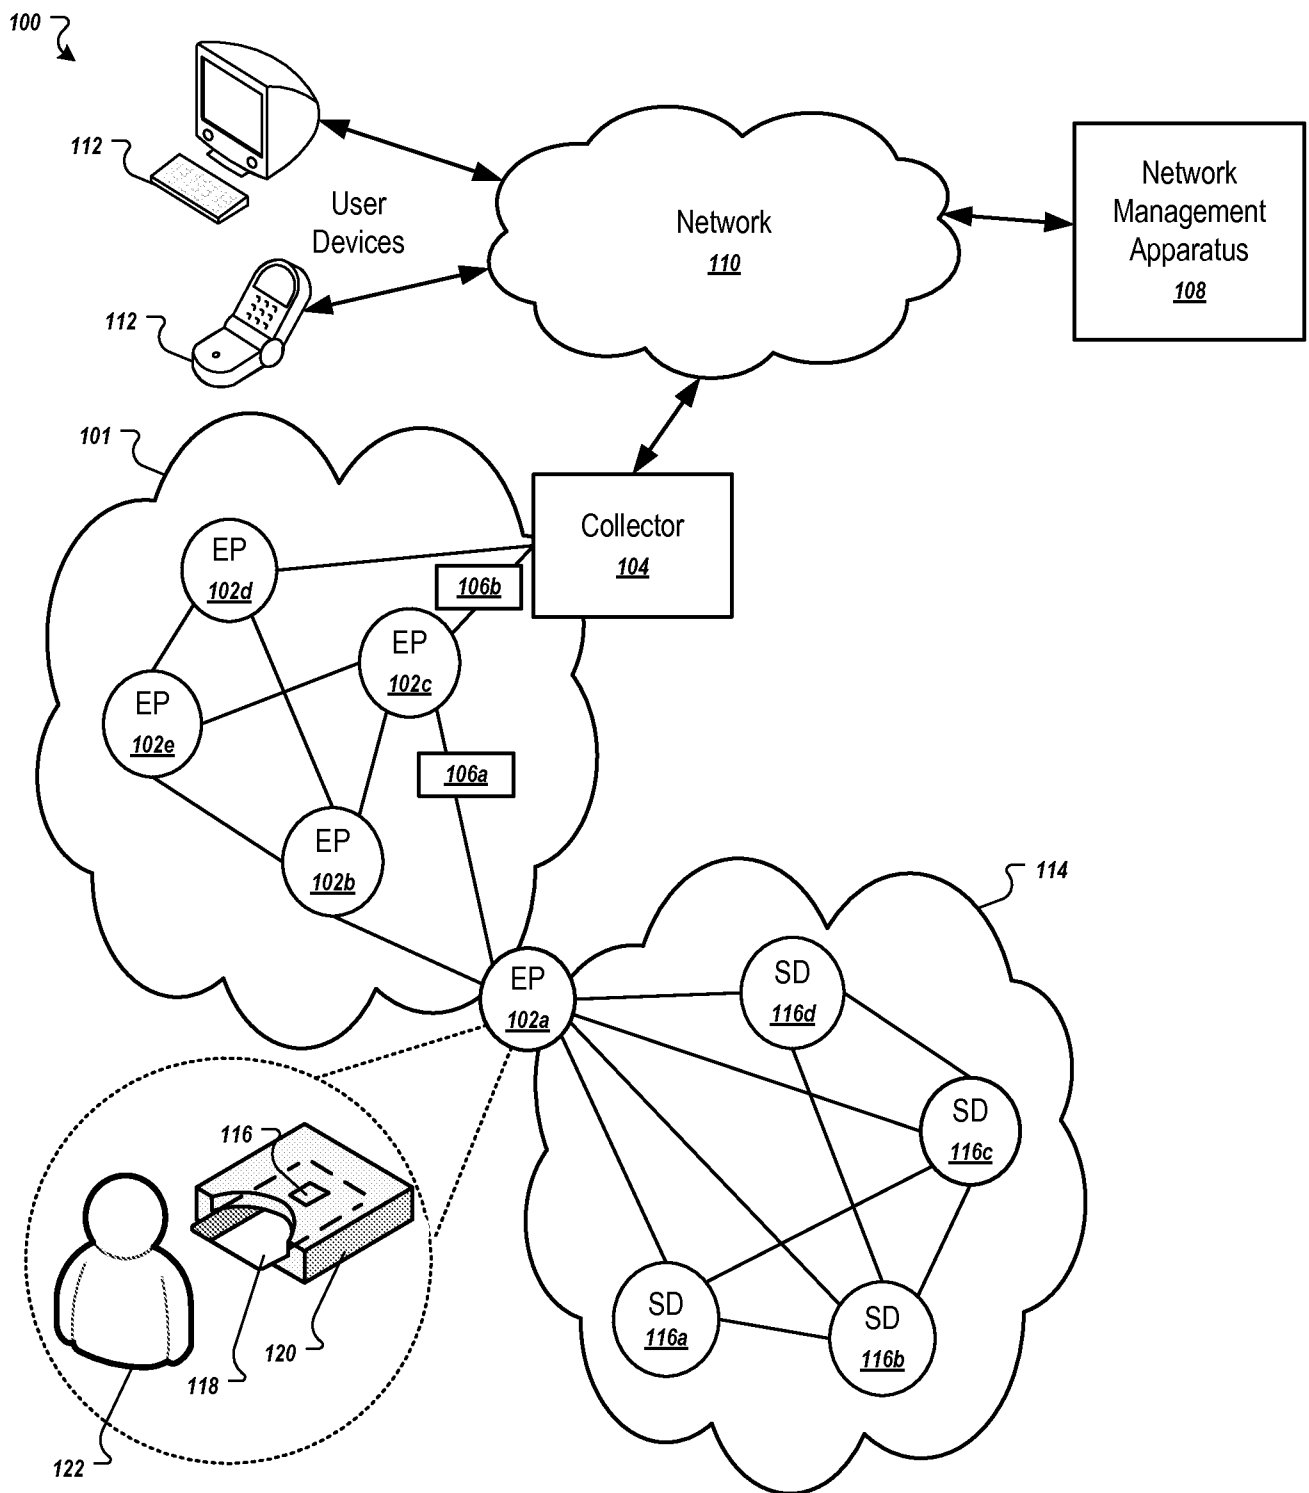 100
112
User
Devices
112
Network
110
Network
Management
Apparatus
108
101
Collector
104
EP
102d
106b
EP
102c
EP
102e
106a
EP
102b
114
EP
102a
SD
116d
SD
116c
116
SD
116a
SD
116b
118
120
122